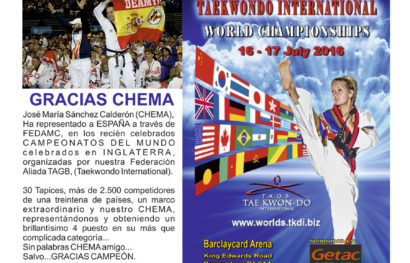 DEAMTC
GRACIAS CHEMA
José María Sánchez Calderón (CHEMA),
Ha representado a ESPAÑA a través de
FEDAMC, en los recién celebrados
CAMPEONATOS DEL MUNDO
celebrados en INGLATERRA,
organizadas por nuestra Federación
Aliada TAGB, (Taekwondo International).
30 Tapices, más de 2.500 competidores
de una treintena de países, un marco
extraordinario y nuestro CHEMA,
representándonos y obteniendo un
brillantísimo 4 puesto en su más que
complicada categoría...
Sin palabras CHEMA amigo...
Salvo...GRACIAS CAMPEÓN.
TAEKWONDO INTERNATIONAL
WORLD CHAMPIONSHIPS
16 - 17 July 2016
TAGB
TAE KWON-DO
INTERNATIONAL
www.worlds.tkdi.biz
Barclaycard Arena
King Edwards Road
Getac